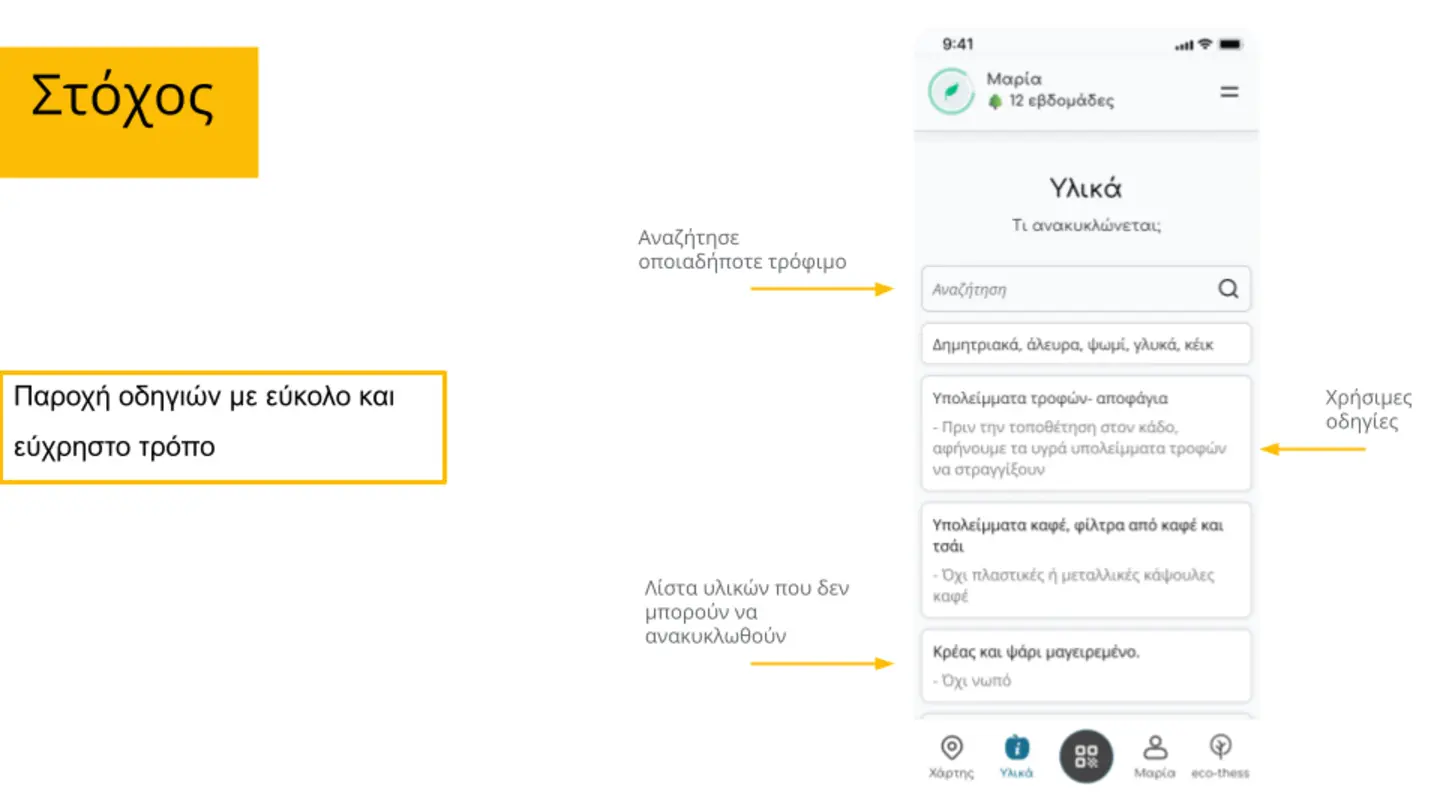 Στόχος
Παροχή οδηγιών με εύκολο και
εύχρηστο τρόπο
Αναζήτησε
οποιαδήποτε τρόφιμο
Λίστα υλικών που δεν
μπορούν να
ανακυκλωθούν
9:41
Μαρία
12 εβδομάδες
Υλικά
Τι ανακυκλώνεται;
Αναζήτηση
Δημητριακά, άλευρα, ψωμί, γλυκά, κέικ
Υπολείμματα τροφών- αποφάγια
- Πριν την τοποθέτηση στον κάδο,
αφήνουμε τα υγρά υπολείμματα τροφών
να στραγγίξουν
Υπολείμματα καφέ, φίλτρα από καφέ και
τσάι
- Όχι πλαστικές ή μεταλλικές κάψουλες
καφέ
Κρέας και ψάρι μαγειρεμένο.
- Όχι νωπό
Χάρτης
Υλικά
Μαρία
eco-thess
Χρήσιμες
οδηγίες